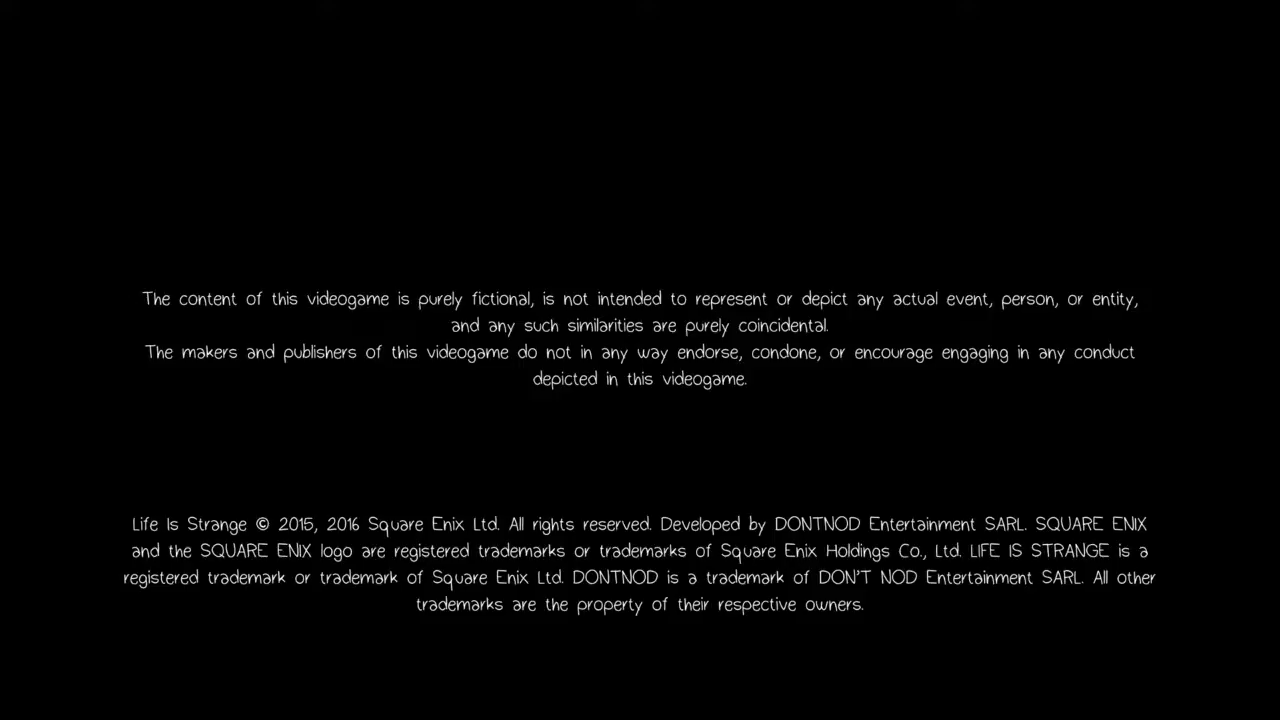 The content of this videogame is purely fictional, is not intended to represent or depict any actual event, person, or entity,
and any such similarities are purely coincidental.
The makers and publishers of this videogame do not in any way endorse, condone, or encourage engaging in any conduct
depicted in this videogame.
Life Is Strange © 2015, 2016 Square Enix Ltd. All rights reserved. Developed by DONTNOD Entertainment SARL. SQUARE ENIX
and the SQUARE ENIX logo are registered trademarks or trademarks of Square Enix Holdings Co., Ltd. LIFE IS STRANGE is a
registered trademark or trademark of Square Enix Ltd. DONTNOD is a trademark of DON'T NOD Entertainment SARL. All other
trademarks are the property of their respective owners.